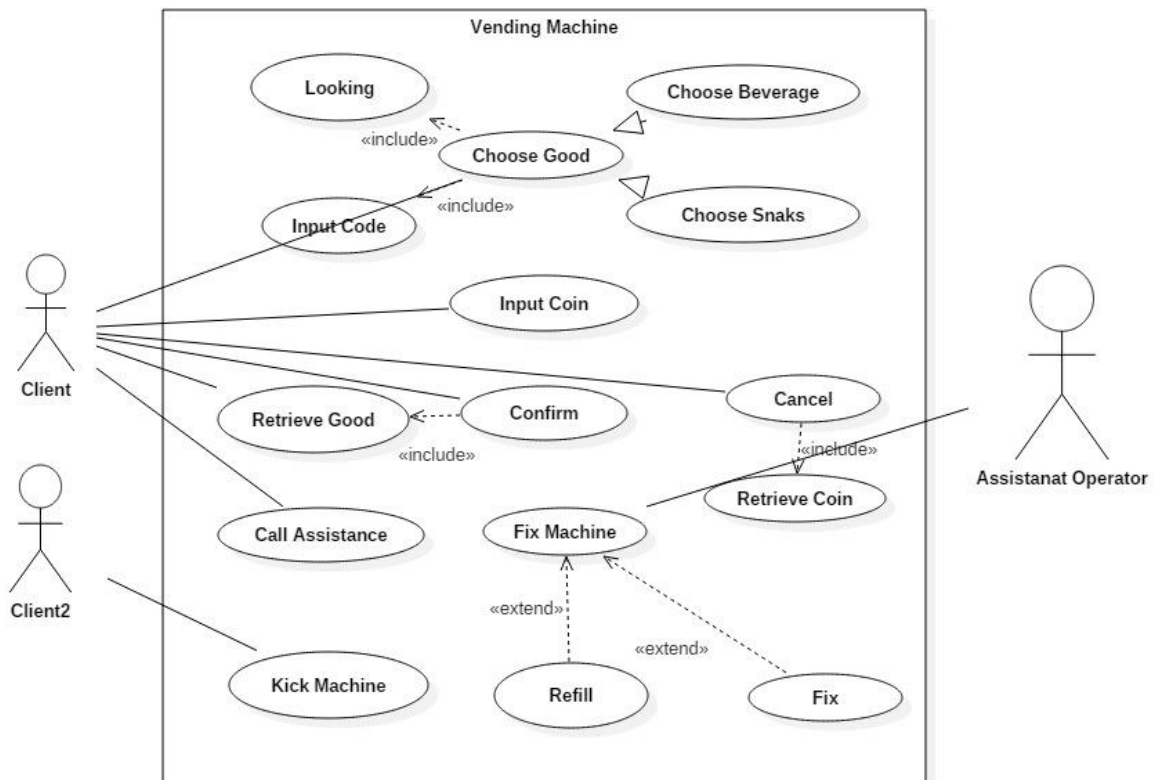 Vending Machine
Looking
Choose Beverage
«include»
Choose Good
«include»
Choose Snaks
Input Code
Input Coin
Client
Cancel
Retrieve Good
Confirm
«include»
«include»
Assistanat Operator
Retrieve Coin
Call Assistance
Fix Machine
Client2
«extend»
«extend»
Kick Machine
Refill
Fix